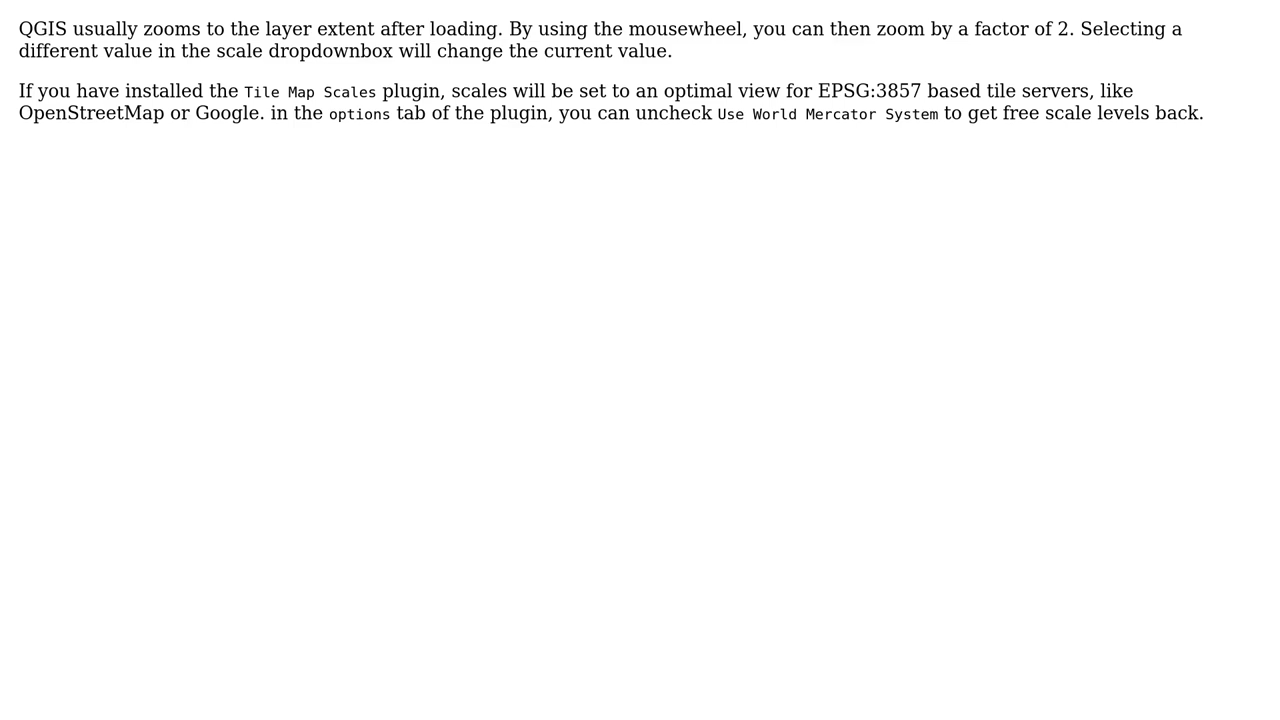 QGIS usually zooms to the layer extent after loading. By using the mousewheel, you can then zoom by a factor of 2. Selecting a
different value in the scale dropdownbox will change the current value.
If you have installed the Tile Map Scales plugin, scales will be set to an optimal view for EPSG:3857 based tile servers, like
OpenStreetMap or Google. in the options tab of the plugin, you can uncheck Use World Mercator System to get free scale levels back.